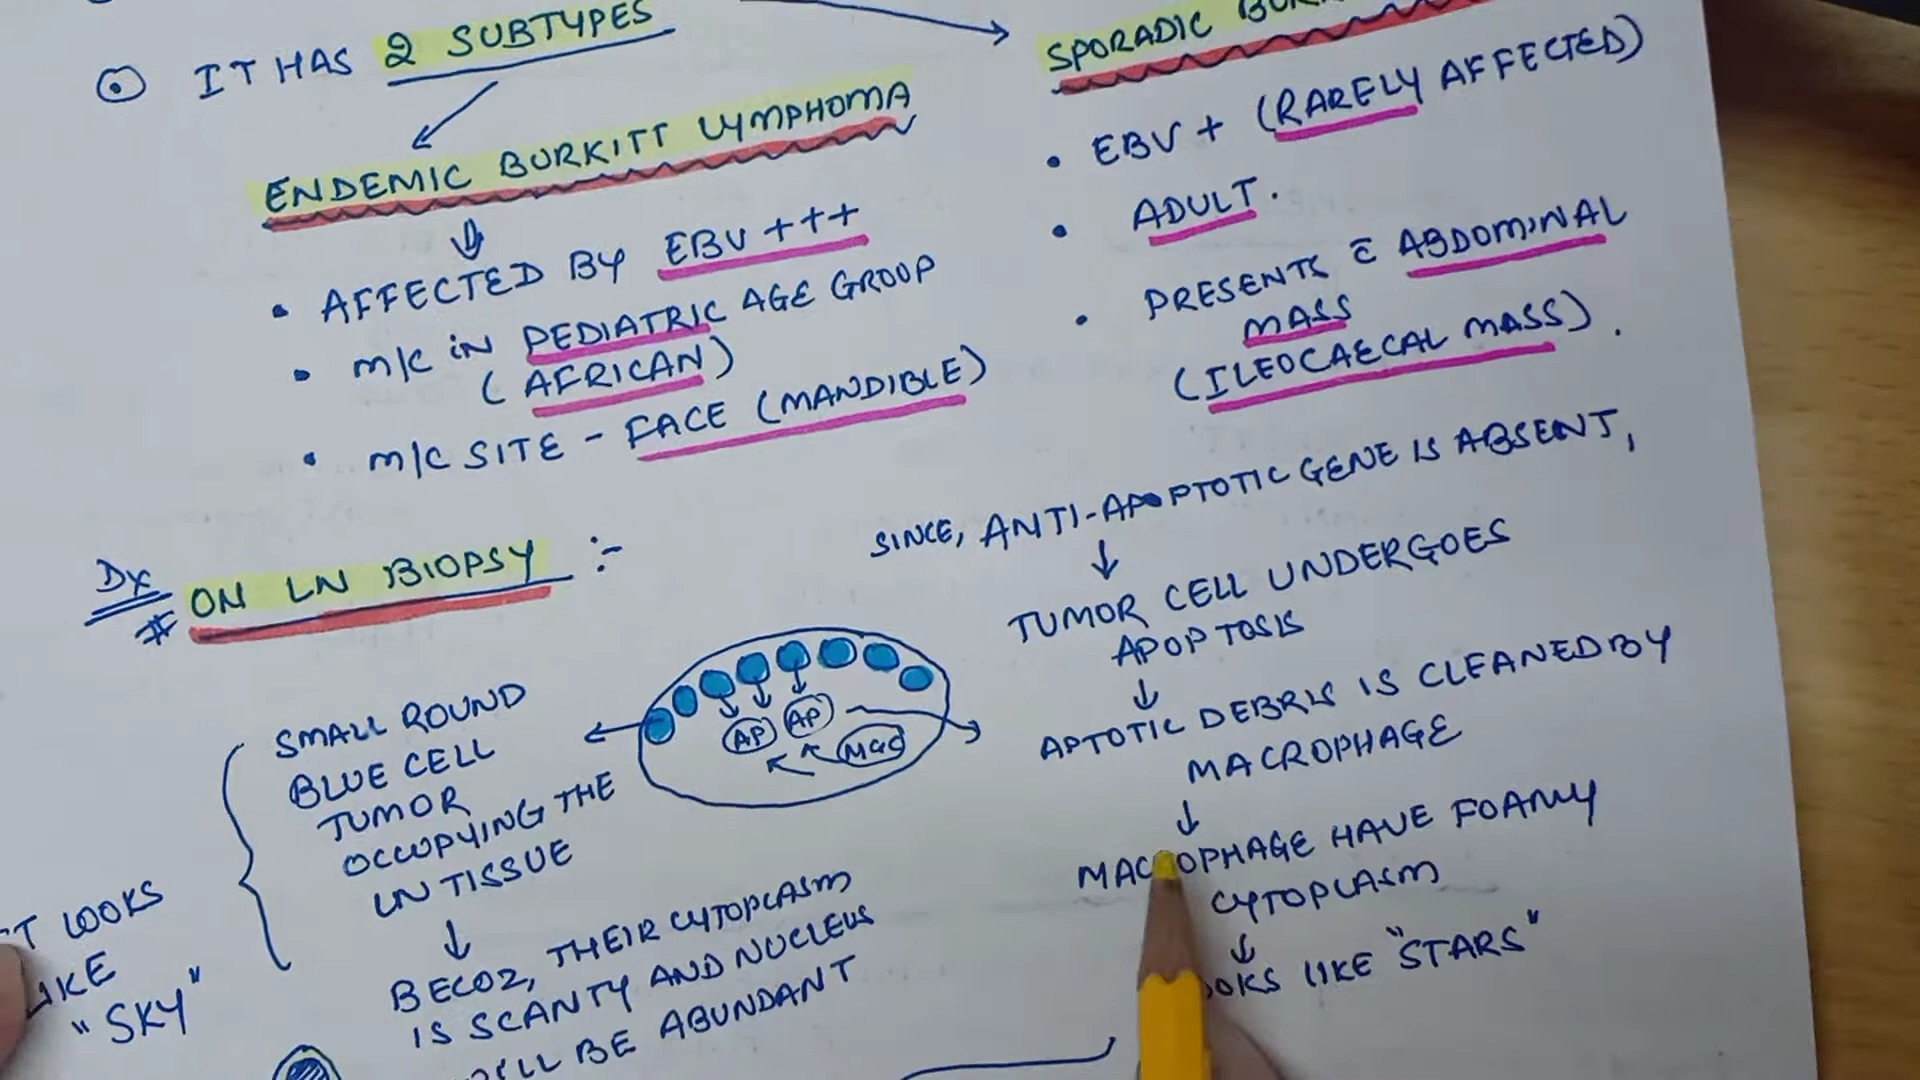 IT HAS 2 SUBTYPES
ENDEMIC BURKITT LYMPHOMA
• AFFECTED BY EBV +++
• M/C IN PEDIATRIC AGE GROUP
(AFRICAN)
• M/C SITE - FACE (MANDIBLE)
SPORADIC
• EBV + (RARELY AFFECTED)
• ADULT.
• PRESENTS c̄ ABDOMINAL
MASS
(ILEOCAECAL MASS).
Dx
# ON LN BIOPSY :-
SMALL ROUND
BLUE CELL
TUMOR
OCCUPYING THE
LN TISSUE
BECOZ, THEIR CYTOPLASM
IS SCANTY AND NUCLEUS
BE ABUNDANT
LOOKS
"SKY"
AP AP
MAC
SINCE, ANTI-APOPTOTIC GENE IS ABSENT,
TUMOR CELL UNDERGOES
APOPTOSIS
APTOTIC DEBRIS IS CLEANED BY
MACROPHAGE
MACROPHAGE HAVE FOAMY
CYTOPLASM
LIKE "STARS"